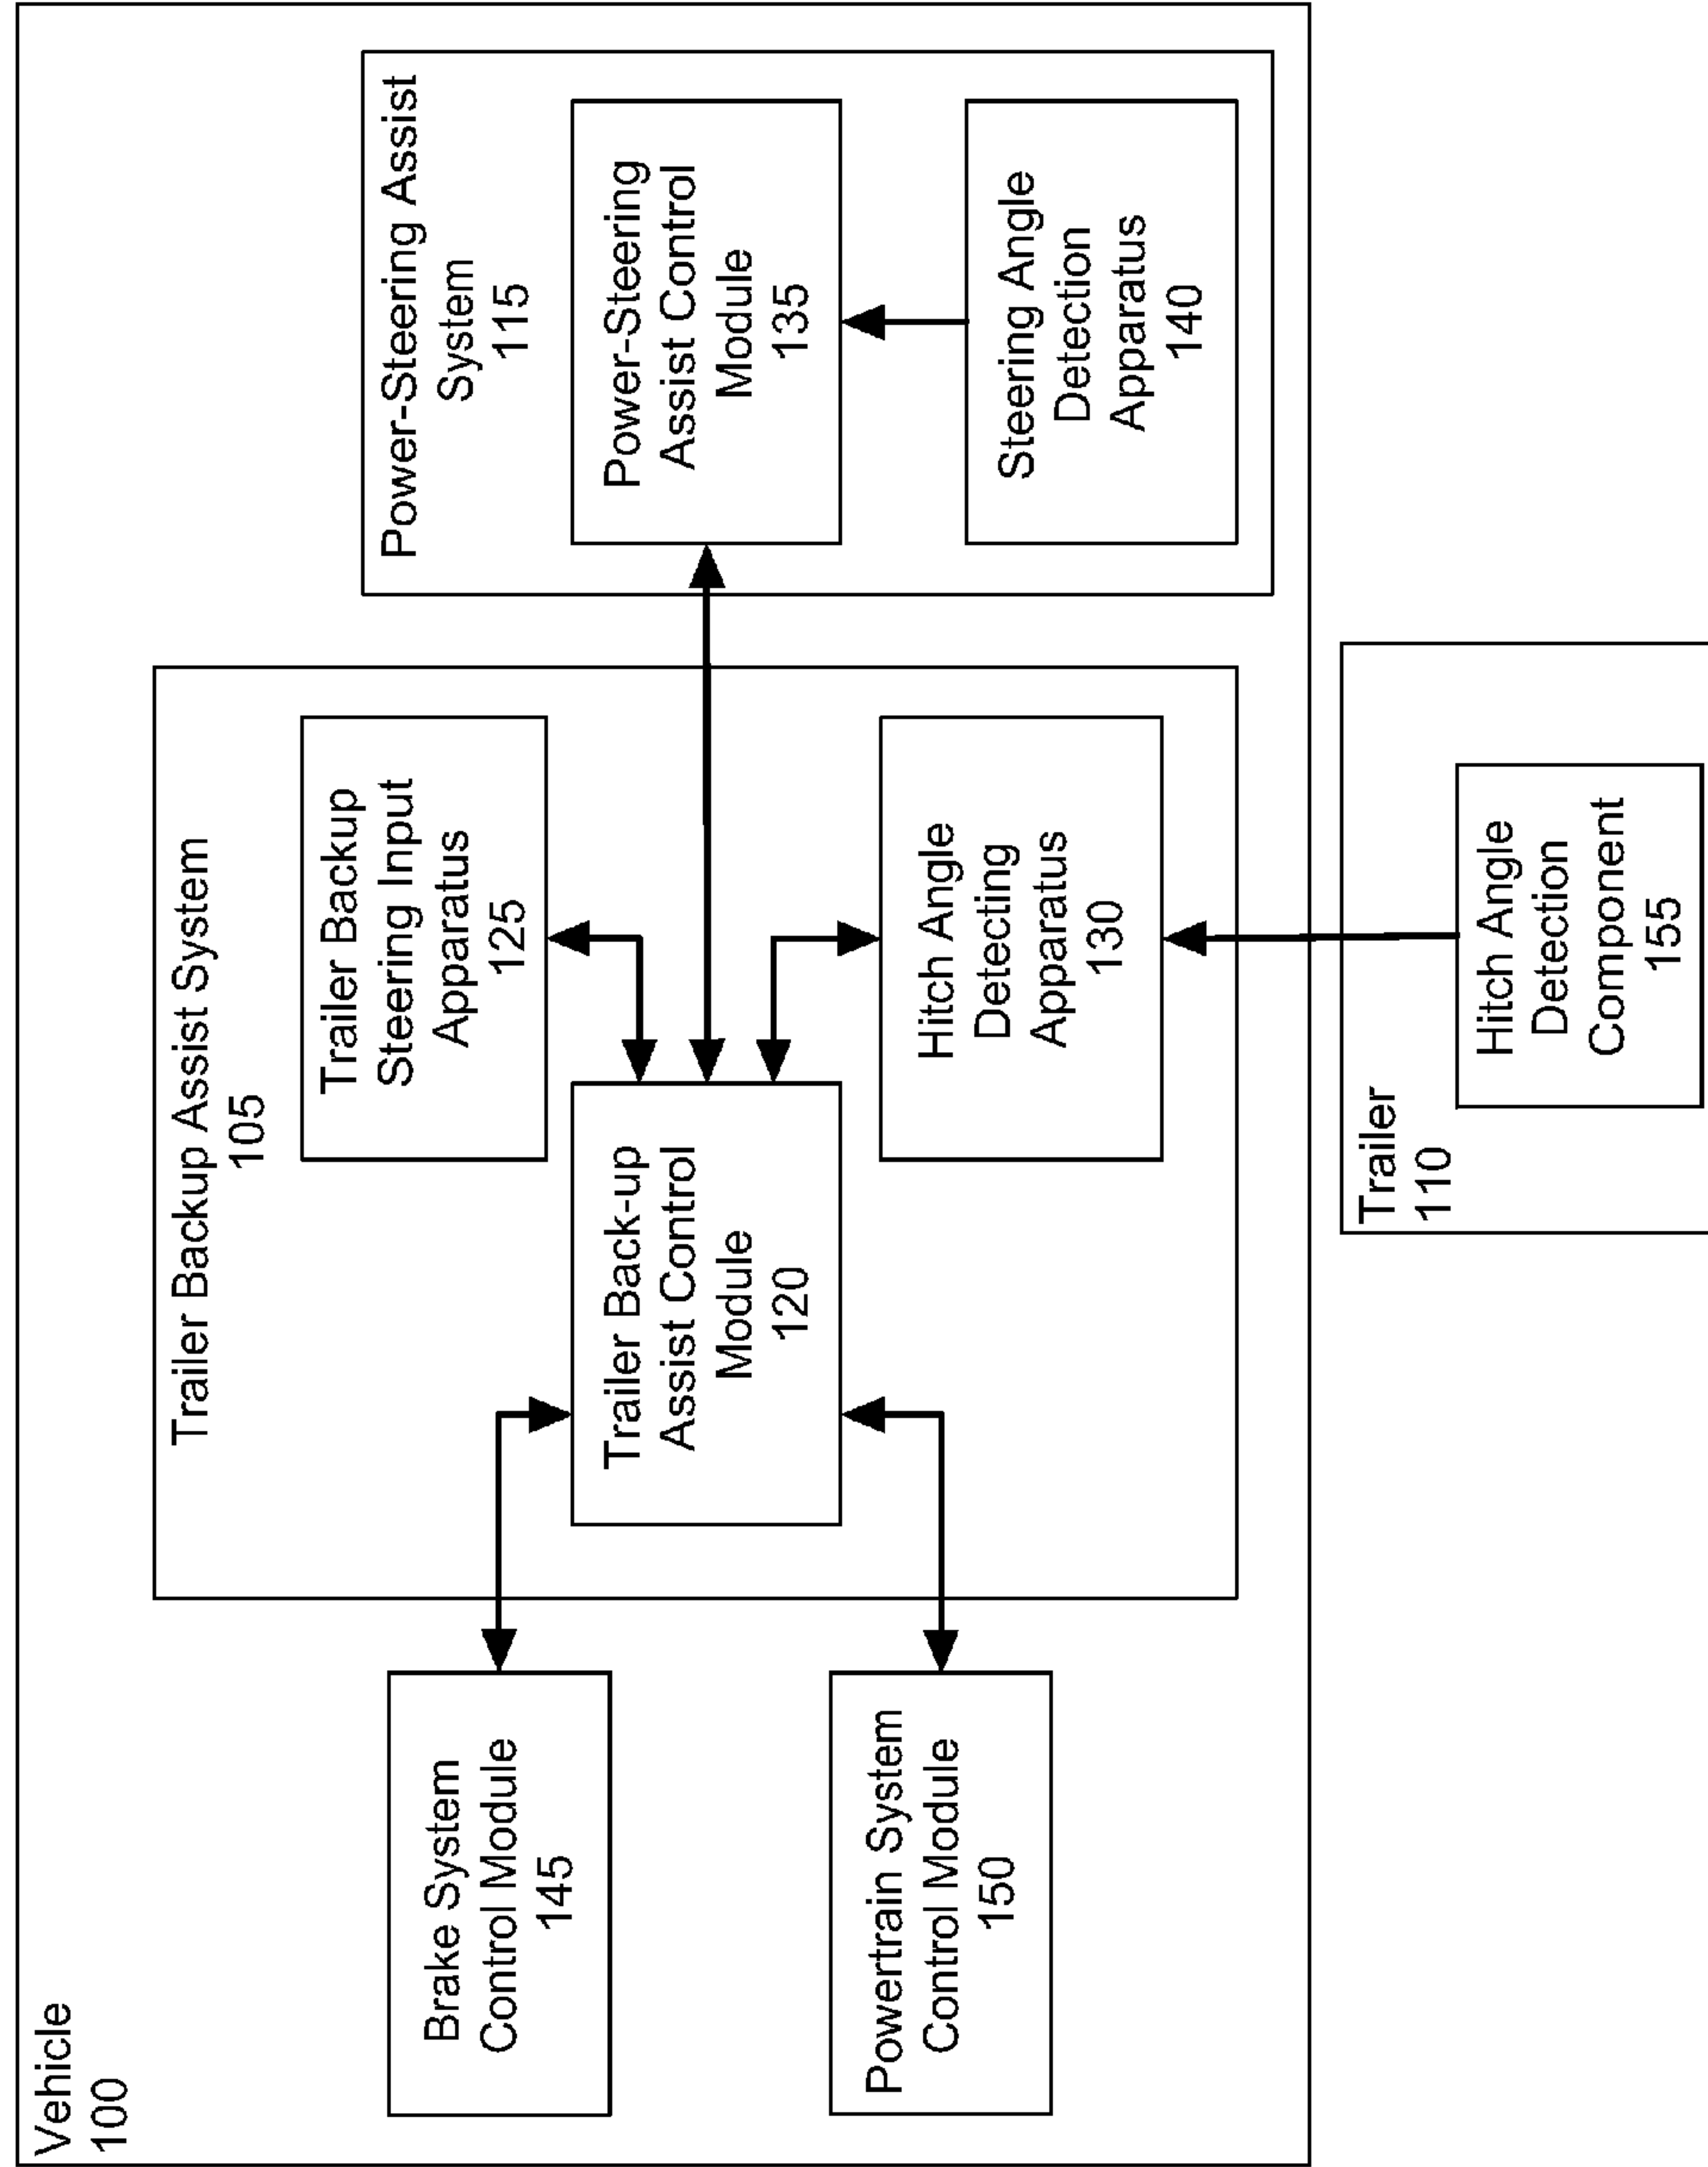 Vehicle
100
Trailer Backup Assist System
105
Power-Steering Assist
System
115
Brake System
Control Module
145
Trailer Backup
Steering Input
Apparatus
125
Trailer Back-up
Assist Control
Module
120
Power-Steering
Assist Control
Module
135
Powertrain System
Control Module
150
Hitch Angle
Detecting
Apparatus
130
Steering Angle
Detection
Apparatus
140
Trailer
110
Hitch Angle
Detection
Component
155